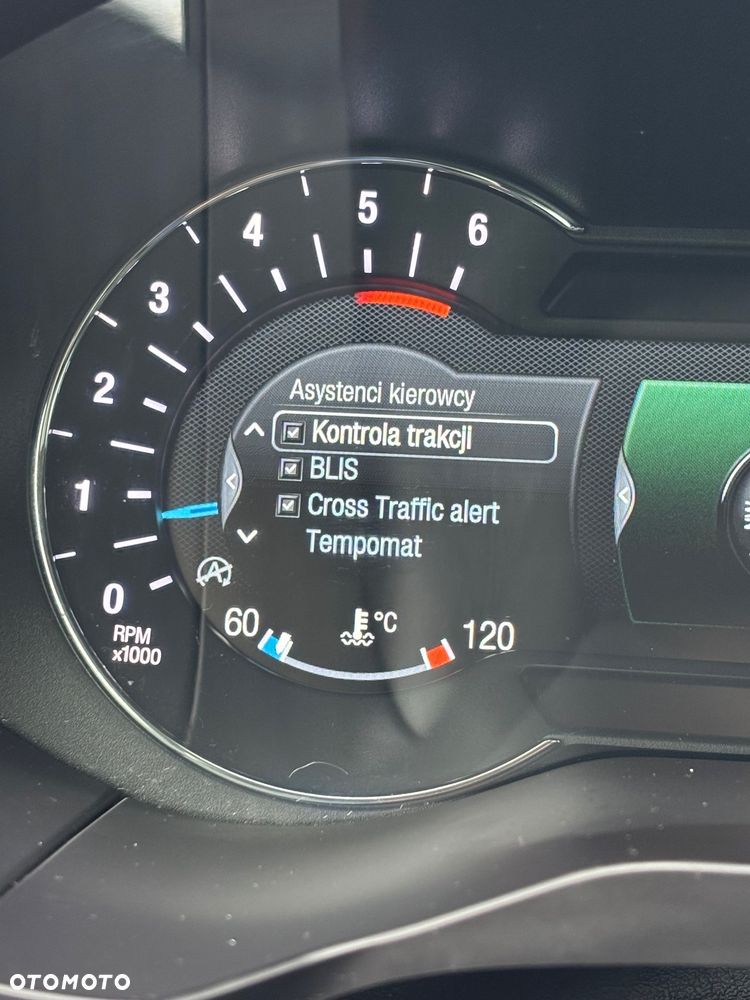 6
5
4
3
2
1
0
RPM
x1000
Asystenci kierowcy
Kontrola trakcji
BLIS
Cross Traffic alert
Tempomat
A
60
°C
120
OTOMOTO